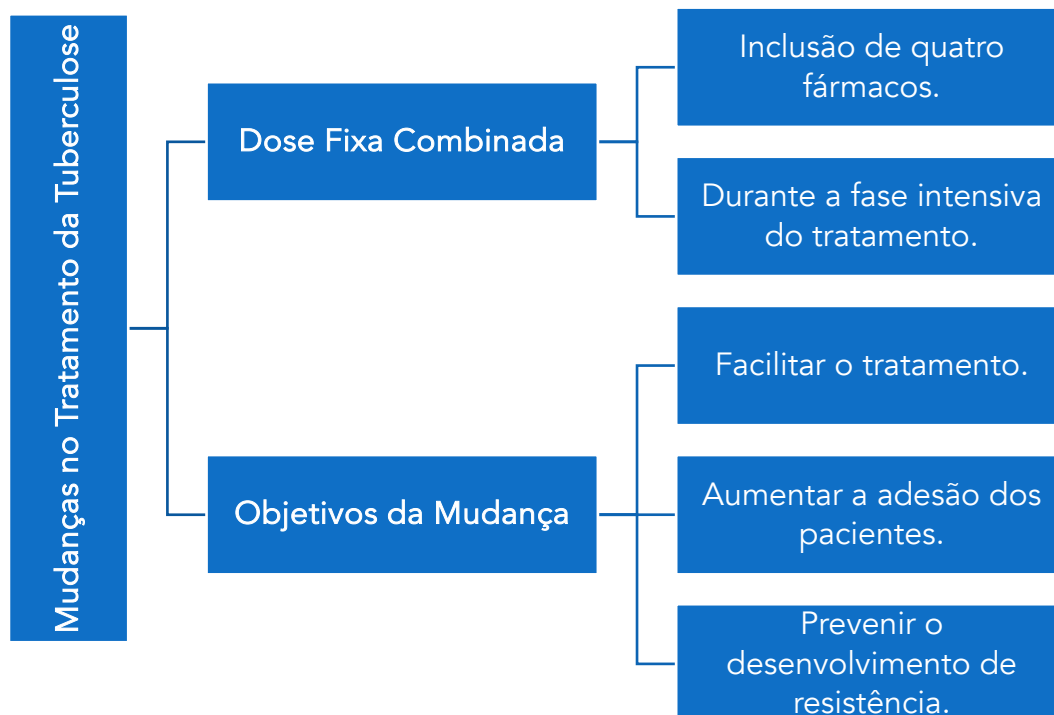 Mudanças no Tratamento da Tuberculose
Dose Fixa Combinada
Inclusão de quatro
fármacos.
Durante a fase intensiva
do tratamento.
Objetivos da Mudança
Facilitar o tratamento.
Aumentar a adesão dos
pacientes.
Prevenir o
desenvolvimento de
resistência.